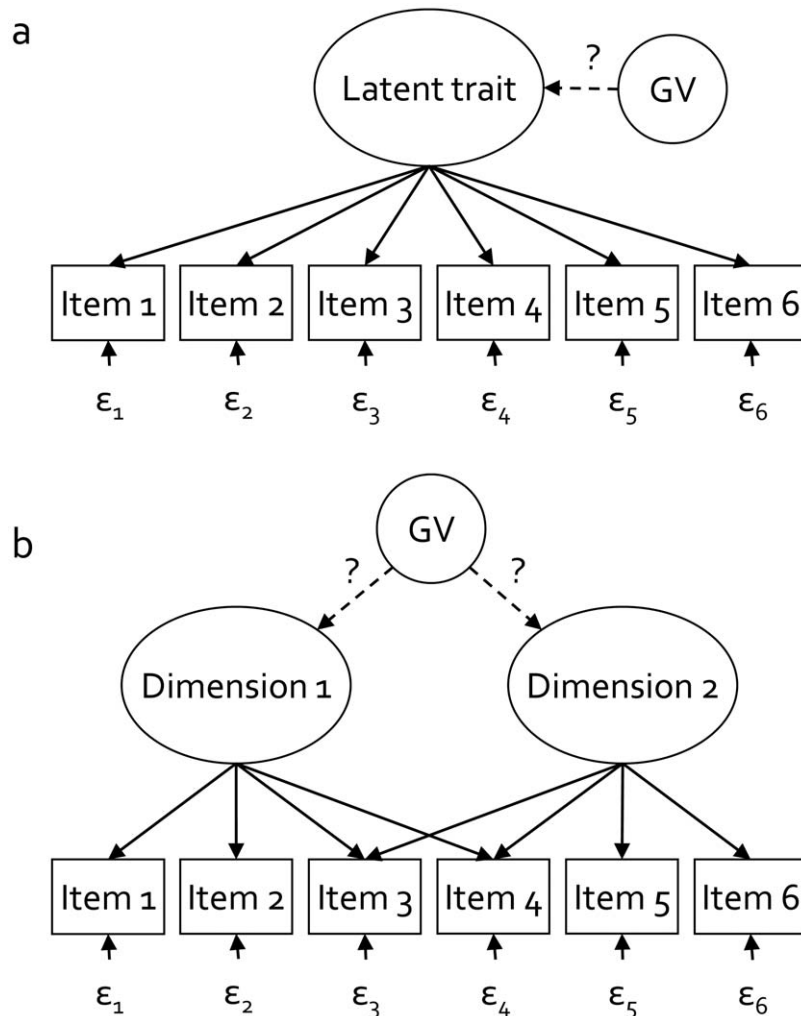 a
?
Latent trait
GV
Item 1 Item 2 Item 3 Item 4 Item 5 Item 6
ε₁ ε₂ ε₃ ε₄ ε₅ ε₆
b
GV
? ?
Dimension 1 Dimension 2
Item 1 Item 2 Item 3 Item 4 Item 5 Item 6
ε₁ ε₂ ε₃ ε₄ ε₅ ε₆